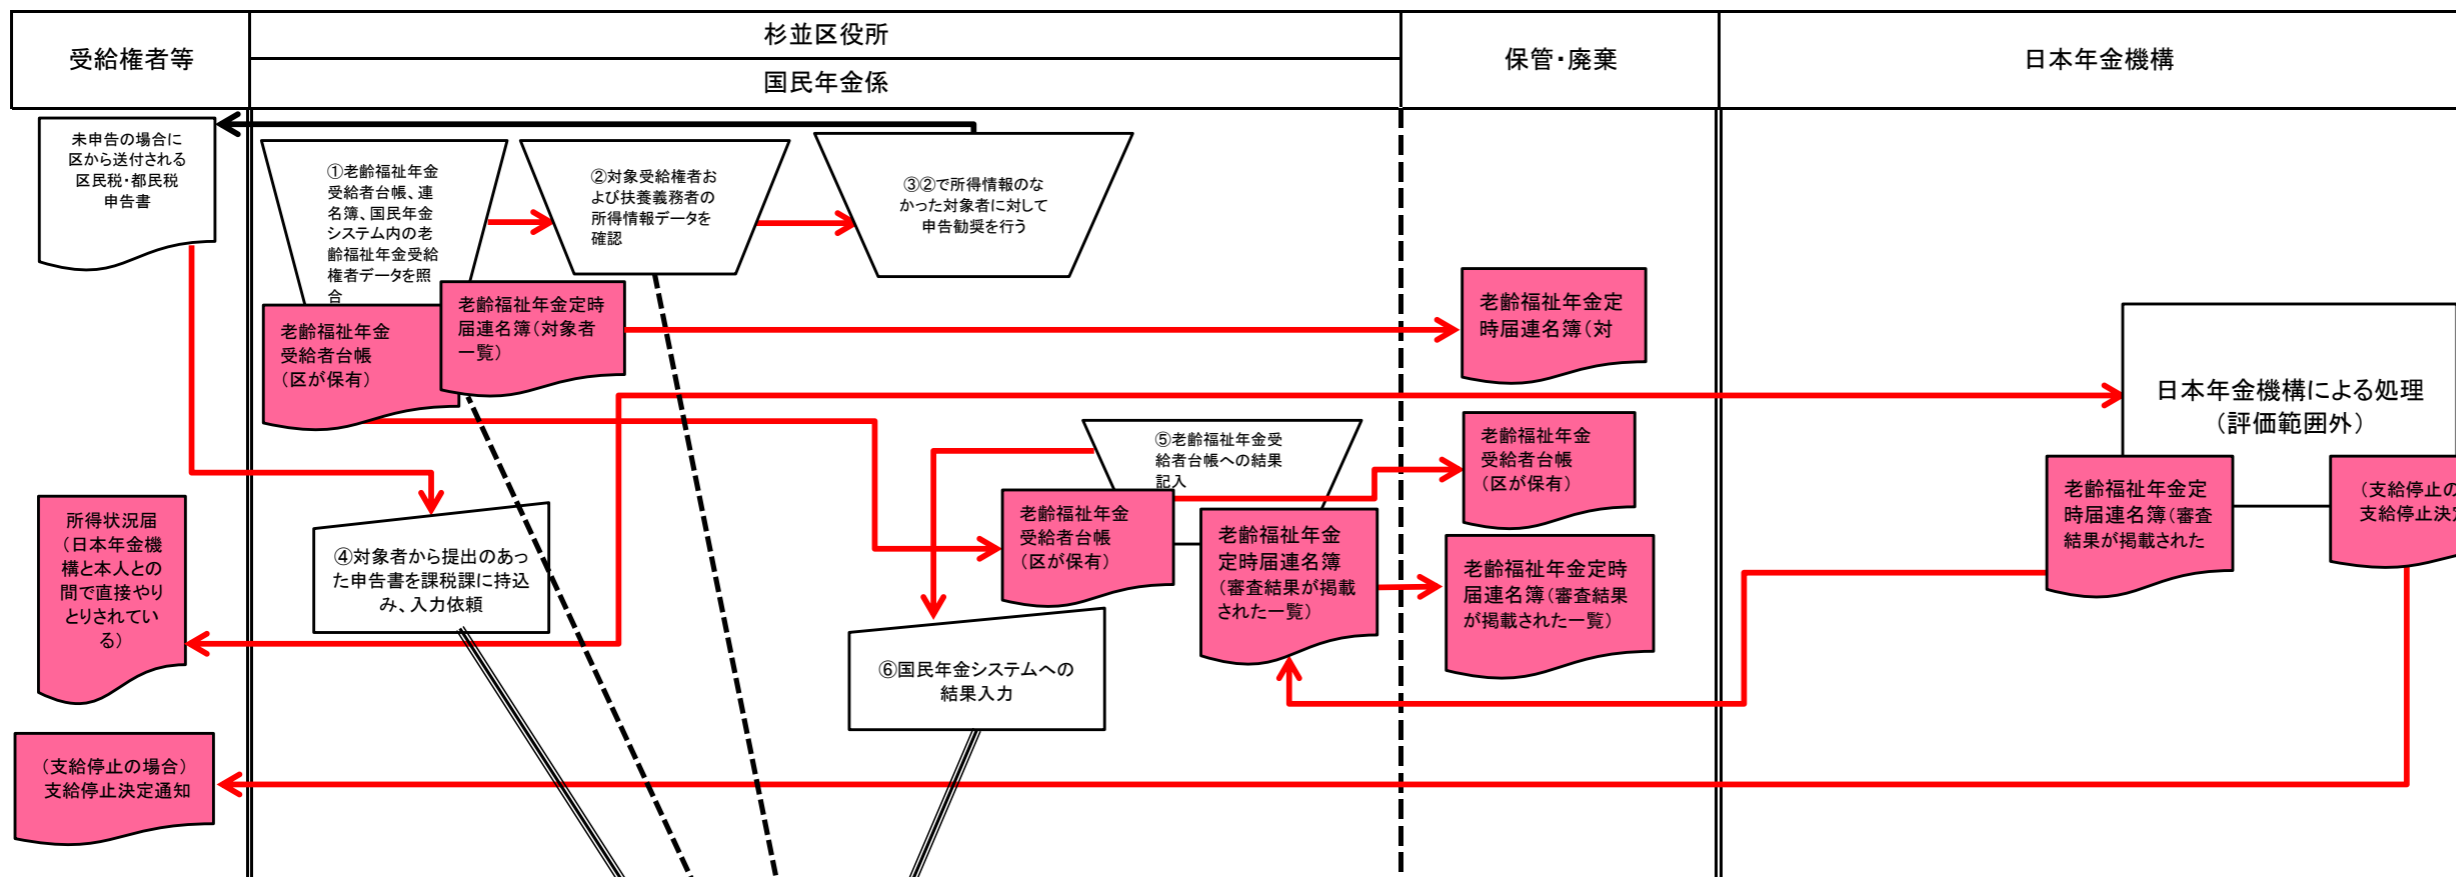 受給権者等
杉並区役所
国民年金係
保管・廃棄
日本年金機構
未申告の場合に
区から送付される
区民税・都民税
申告書
①老齢福祉年金
受給者台帳、連
名簿、国民年金
システム内の老
齢福祉年金受給
権者データを照
合
②対象受給権者お
よび扶養義務者の
所得情報データを
確認
③②で所得情報のな
かった対象者に対して
申告勧奨を行う
老齢福祉年金
受給者台帳
(区が保有)
老齢福祉年金定時
届連名簿(対象者
一覧)
老齢福祉年金定
時届連名簿(対
日本年金機構による処理
(評価範囲外)
⑤老齢福祉年金受
給者台帳への結果
記入
老齢福祉年金
受給者台帳
(区が保有)
老齢福祉年金
受給者台帳
(区が保有)
老齢福祉年金
定時届連名簿
(審査結果が掲載
された一覧)
老齢福祉年金定時
届連名簿(審査結果
が掲載された一覧)
老齢福祉年金定
時届連名簿(審査
結果が掲載された
(支給停止の
支給停止決定
所得状況届
(日本年金機
構と本人との
間で直接やり
とりされてい
る)
④対象者から提出のあっ
た申告書を課税課に持込
み、入力依頼
⑥国民年金システムへの
結果入力
(支給停止の場合)
支給停止決定通知